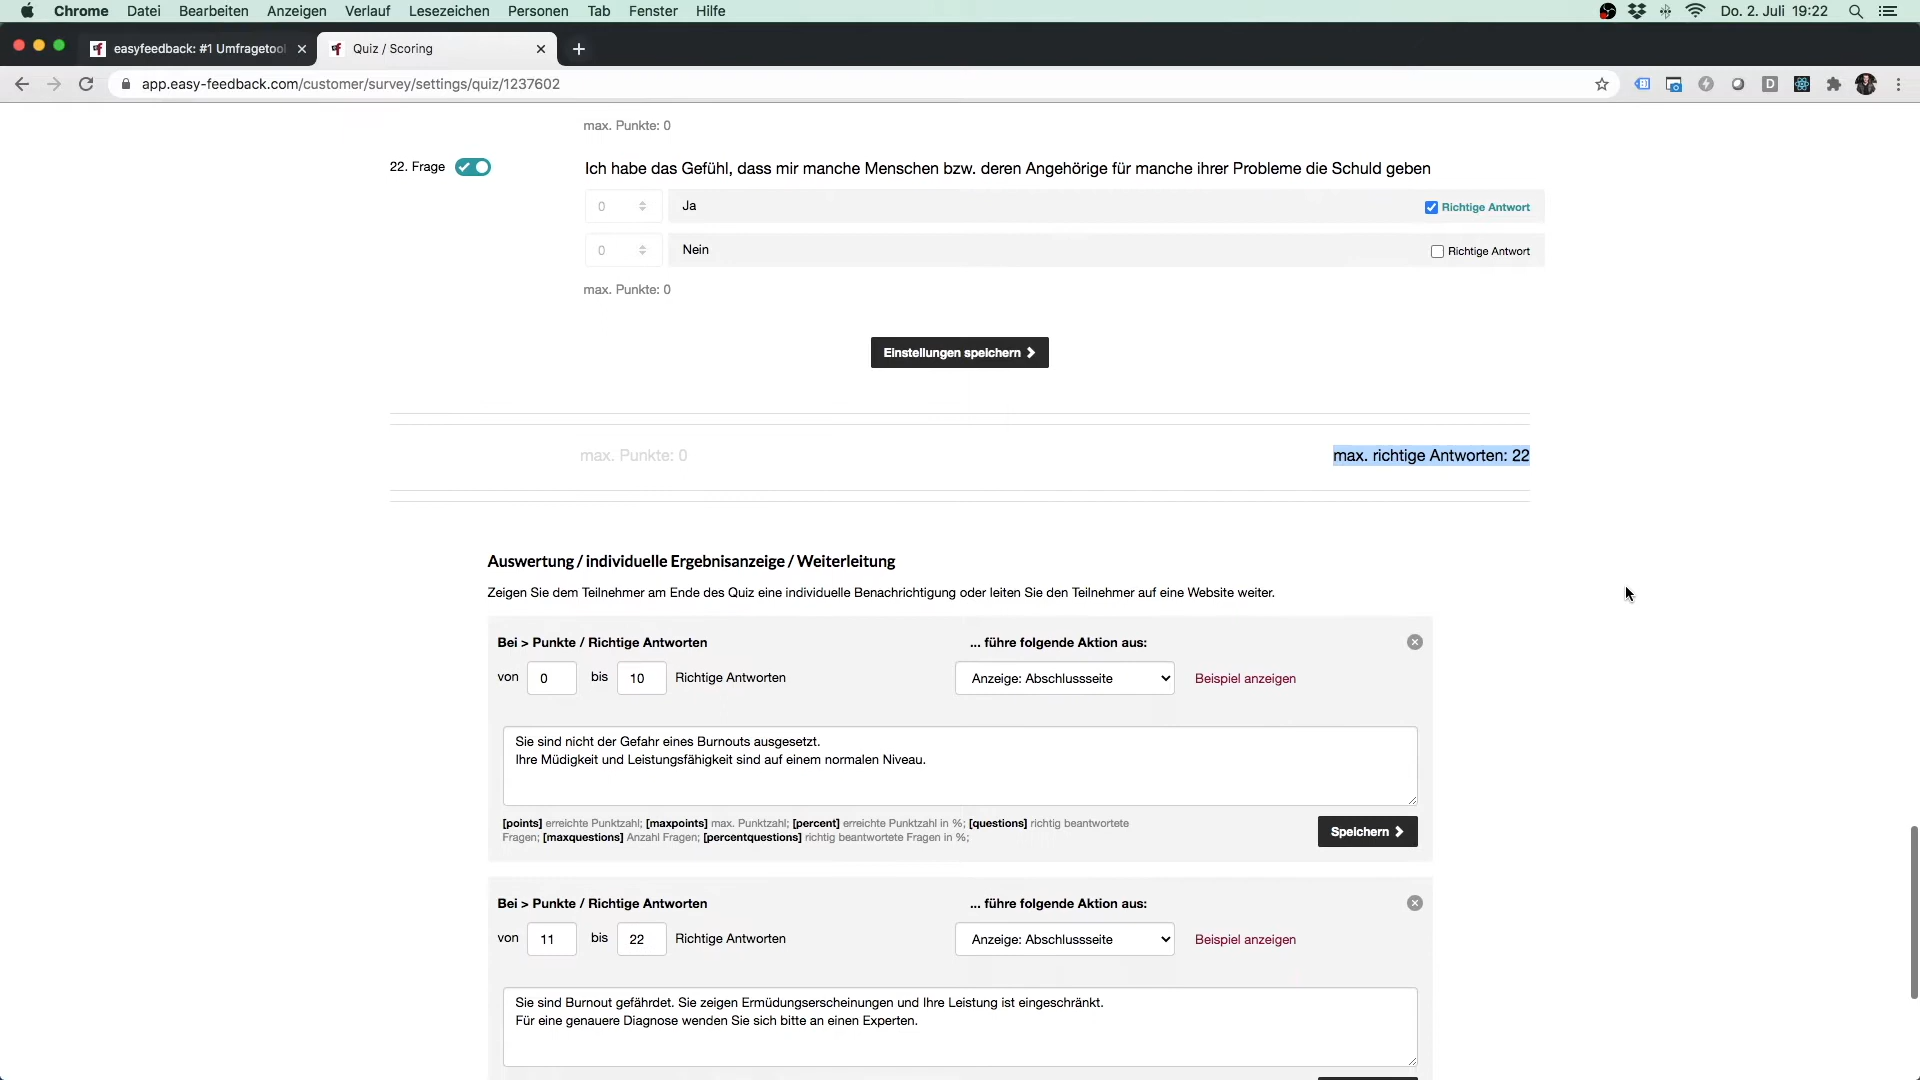 Chrome Datei Bearbeiten Anzeigen Verlauf Lesezeichen Personen Tab Fenster Hilfe Do. 2. Juli 19:22
easyfeedback: #1 Umfragetool Quiz / Scoring
app.easy-feedback.com/customer/survey/settings/quiz/1237602
max. Punkte: 0
22. Frage Ich habe das Gefühl, dass mir manche Menschen bzw. deren Angehörige für manche ihrer Probleme die Schuld geben
0 Ja Richtige Antwort
0 Nein Richtige Antwort
max. Punkte: 0
Einstellungen speichern
max. Punkte: 0 max. richtige Antworten: 22
Auswertung / individuelle Ergebnisanzeige / Weiterleitung
Zeigen Sie dem Teilnehmer am Ende des Quiz eine individuelle Benachrichtigung oder leiten Sie den Teilnehmer auf eine Website weiter.
Bei > Punkte / Richtige Antworten ... führe folgende Aktion aus:
von 0 bis 10 Richtige Antworten Anzeige: Abschlussseite Beispiel anzeigen
Sie sind nicht der Gefahr eines Burnouts ausgesetzt.
Ihre Müdigkeit und Leistungsfähigkeit sind auf einem normalen Niveau.
[points] erreichte Punktzahl; [maxpoints] max. Punktzahl; [percent] erreichte Punktzahl in %; [questions] richtig beantwortete
Fragen; [maxquestions] Anzahl Fragen; [percentquestions] richtig beantwortete Fragen in %;
Speichern
Bei > Punkte / Richtige Antworten ... führe folgende Aktion aus:
von 11 bis 22 Richtige Antworten Anzeige: Abschlussseite Beispiel anzeigen
Sie sind Burnout gefährdet. Sie zeigen Ermüdungserscheinungen und Ihre Leistung ist eingeschränkt.
Für eine genauere Diagnose wenden Sie sich bitte an einen Experten.